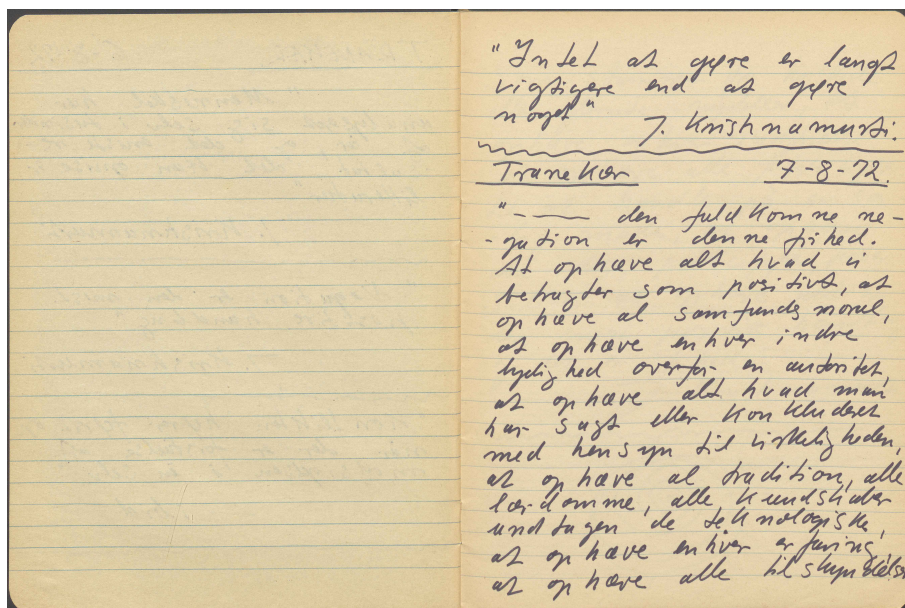 "Intet at gøre er langt
vigtigere end at gøre
noget"
J. Krishnamurti.
Tranekær 7-8-72.
"—— den fuldkomne ne-
-gation er denne frihed.
At ophæve alt hvad vi
betragter som positivt, at
ophæve al samfundsmoral,
at ophæve enhver indre
lydighed overfor en autoritet,
at ophæve alt hvad man
har sagt eller konkluderet
med hensyn til virkeligheden,
at ophæve al tradition, alle
lærdomme, alle kundskaber
undtagen de teknologiske,
at ophæve enhver erfaring,
at ophæve alle tilskyndelser